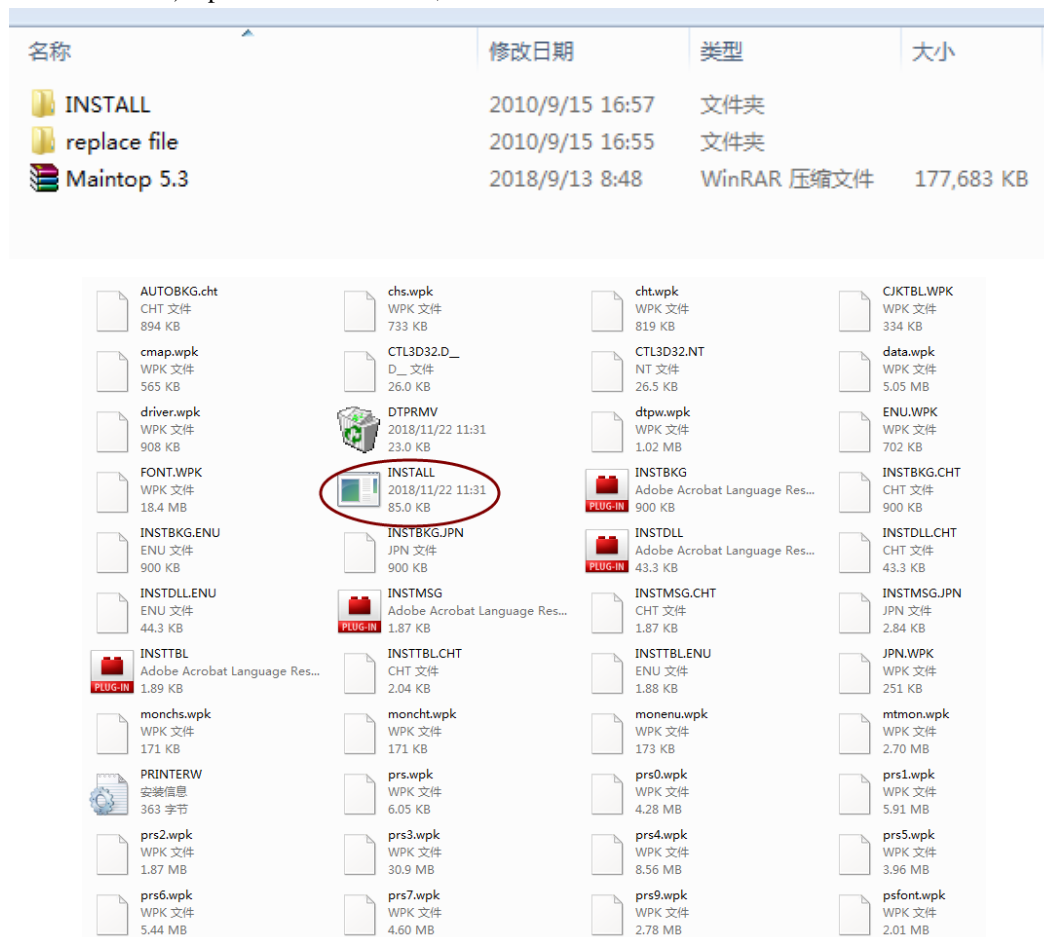 名称 修改日期 类型 大小
INSTALL 2010/9/15 16:57 文件夹
replace file 2010/9/15 16:55 文件夹
Maintop 5.3 2018/9/13 8:48 WinRAR 压缩文件 177,683 KB
AUTOBKG.cht chs.wpk cht.wpk CJKTBL.WPK
CHT 文件 WPK 文件 WPK 文件 WPK 文件
894 KB 733 KB 819 KB 334 KB
cmap.wpk CTL3D32.D__ CTL3D32.NT data.wpk
WPK 文件 D__ 文件 NT 文件 WPK 文件
565 KB 26.0 KB 26.5 KB 5.05 MB
driver.wpk DTPRMV dtpw.wpk ENU.WPK
WPK 文件 2018/11/22 11:31 WPK 文件 WPK 文件
908 KB 23.0 KB 1.02 MB 702 KB
FONT.WPK INSTALL INSTBKG INSTBKG.CHT
WPK 文件 2018/11/22 11:31 Adobe Acrobat Language Res... CHT 文件
18.4 MB 85.0 KB PLUG-IN 900 KB 900 KB
INSTBKG.ENU INSTBKG.JPN INSTDLL INSTDLL.CHT
ENU 文件 JPN 文件 Adobe Acrobat Language Res... CHT 文件
900 KB 900 KB PLUG-IN 43.3 KB 43.3 KB
INSTDLL.ENU INSTMSG INSTMSG.CHT INSTMSG.JPN
ENU 文件 Adobe Acrobat Language Res... CHT 文件 JPN 文件
44.3 KB PLUG-IN 1.87 KB 1.87 KB 2.84 KB
INSTTBL INSTTBL.CHT INSTTBL.ENU JPN.WPK
Adobe Acrobat Language Res... CHT 文件 ENU 文件 WPK 文件
PLUG-IN 1.89 KB 2.04 KB 1.88 KB 251 KB
monchs.wpk moncht.wpk monenu.wpk mtmon.wpk
WPK 文件 WPK 文件 WPK 文件 WPK 文件
171 KB 171 KB 173 KB 2.70 MB
PRINTERW prs.wpk prs0.wpk prs1.wpk
安装信息 WPK 文件 WPK 文件 WPK 文件
363 字节 6.05 KB 4.28 MB 5.91 MB
prs2.wpk prs3.wpk prs4.wpk prs5.wpk
WPK 文件 WPK 文件 WPK 文件 WPK 文件
1.87 MB 30.9 MB 8.56 MB 3.96 MB
prs6.wpk prs7.wpk prs9.wpk psfont.wpk
WPK 文件 WPK 文件 WPK 文件 WPK 文件
5.44 MB 4.60 MB 2.78 MB 2.01 MB